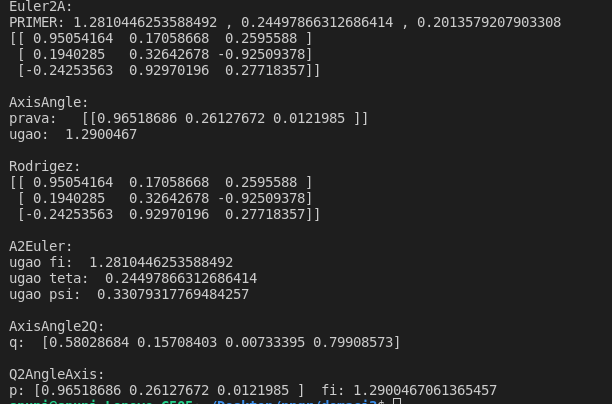 Euler2A:
PRIMER: 1.2810446253588492 , 0.24497866312686414 , 0.2013579207903308
[[ 0.95054164  0.17058668  0.2595588 ]
 [ 0.1940285   0.32642678 -0.92509378]
 [-0.24253563  0.92970196  0.27718357]]
AxisAngle:
prava:   [[0.96518686 0.26127672 0.0121985 ]]
ugao:  1.2900467
Rodrigez:
[[ 0.95054164  0.17058668  0.2595588 ]
 [ 0.1940285   0.32642678 -0.92509378]
 [-0.24253563  0.92970196  0.27718357]]
A2Euler:
ugao fi:  1.2810446253588492
ugao teta:  0.24497866312686414
ugao psi:  0.33079317769484257
AxisAngle2Q:
q:  [0.58028684 0.15708403 0.00733395 0.79908573]
Q2AngleAxis:
p: [0.96518686 0.26127672 0.0121985 ]  fi: 1.2900467061365457